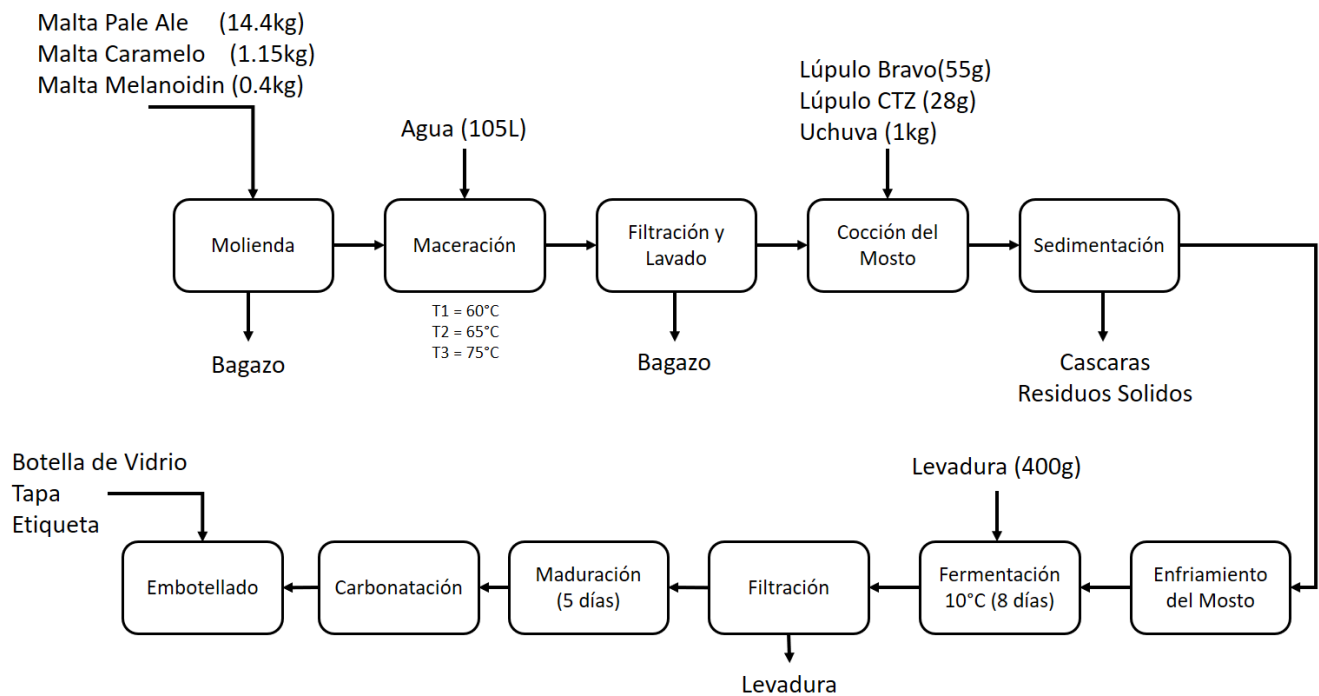 Malta Pale Ale (14.4kg)
Malta Caramelo (1.15kg)
Malta Melanoidin (0.4kg)
Agua (105L)
Lúpulo Bravo(55g)
Lúpulo CTZ (28g)
Uchuva (1kg)
Molienda
Maceración
Filtración y
Lavado
Cocción del
Mosto
Sedimentación
T1 = 60°C
T2 = 65°C
T3 = 75°C
Bagazo
Bagazo
Cascaras
Residuos Solidos
Botella de Vidrio
Tapa
Etiqueta
Levadura (400g)
Embotellado
Carbonatación
Maduración
(5 días)
Filtración
Fermentación
10°C (8 días)
Enfriamiento
del Mosto
Levadura